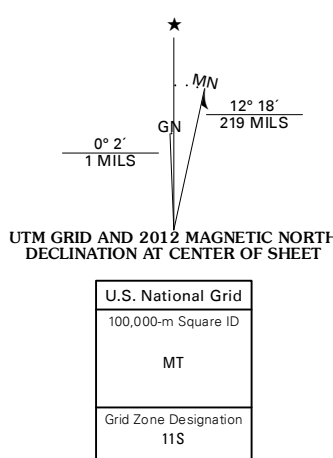 ★
MN
GN
12° 18´
219 MILS
0° 2´
1 MILS
UTM GRID AND 2012 MAGNETIC NORTH
DECLINATION AT CENTER OF SHEET
U.S. National Grid
100,000-m Square ID
MT
Grid Zone Designation
11S